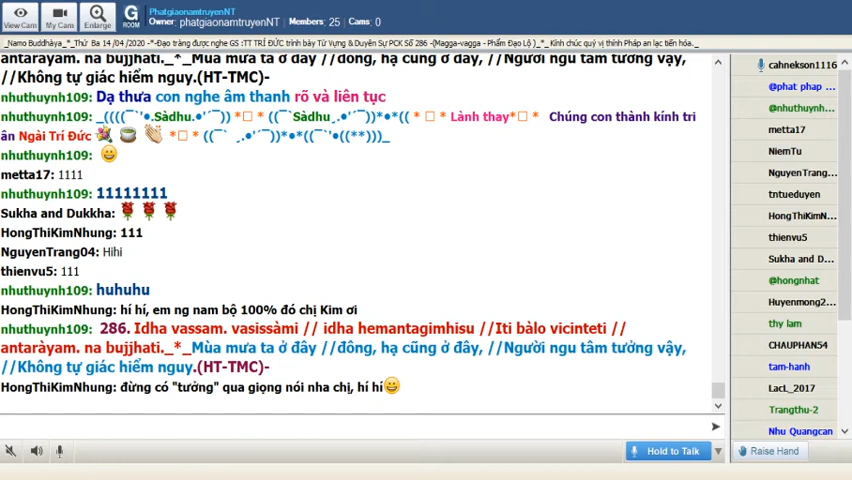 View Cam
My Cam
Enlarge
G
ROOM
PhatgiaonamtruyenNT
Owner: phatgiaonamtruyenNT Members: 25 Cams: 0
_Namo Buddhàya_*_Thứ Ba 14 /04 /2020 -*-Đạo tràng được nghe GS :TT TRÍ ĐỨC trình bày Từ Vựng & Duyên Sự PCK Số 286 -(Magga-vagga - Phẩm Đạo Lộ )_*_ Kính chúc quý vị thính Pháp an lạc tiến hóa._
antaràyam. na bujjhati._*_Mùa mưa ta ở đây //đông, hạ cũng ở đây, //Người ngu tâm tưởng vậy,
//Không tự giác hiểm nguy.(HT-TMC)-
nhuthuynh109: Dạ thưa con nghe âm thanh rõ và liên tục
nhuthuynh109: _((((¯`'•.Sàdhu.•'´¯)) *□ * ((¯`Sàdhu¸.•'´¯))*•*(( * □ * Lành thay*□ * Chúng con thành kính tri
ân Ngài Trí Đức *□ * ((¯` ¸.•'´¯))*•*((¯`'•((**)))_
nhuthuynh109:
metta17: 1111
nhuthuynh109: 11111111
Sukha and Dukkha:
HongThiKimNhung: 111
NguyenTrang04: Hihi
thienvu5: 111
nhuthuynh109: huhuhu
HongThiKimNhung: hí hí, em ng nam bộ 100% đó chị Kim ơi
nhuthuynh109: 286. Idha vassam. vasissàmi // idha hemantagimhisu //Iti bàlo vicinteti //
antaràyam. na bujjhati._*_Mùa mưa ta ở đây //đông, hạ cũng ở đây, //Người ngu tâm tưởng vậy,
//Không tự giác hiểm nguy.(HT-TMC)-
HongThiKimNhung: đừng có "tưởng" qua giọng nói nha chị, hí hí
Hold to Talk
cahnekson1116
@phat phap ...
@nhuthuynh...
metta17
NiemTu
NguyenTrang...
tntueduyen
HongThiKimN...
thienvu5
Sukha and D...
@hongnhat
Huyenmong2...
thy lam
CHAUPHAN54
tam-hanh
LacL_2017
Trangthu-2
Nhu Quangcan
Raise Hand